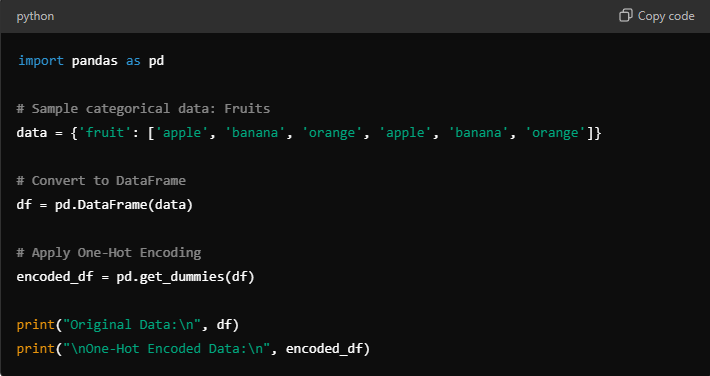 python
Copy code
import pandas as pd
# Sample categorical data: Fruits
data = {'fruit': ['apple', 'banana', 'orange', 'apple', 'banana', 'orange']}
# Convert to DataFrame
df = pd.DataFrame(data)
# Apply One-Hot Encoding
encoded_df = pd.get_dummies(df)
print("Original Data:\n", df)
print("\nOne-Hot Encoded Data:\n", encoded_df)